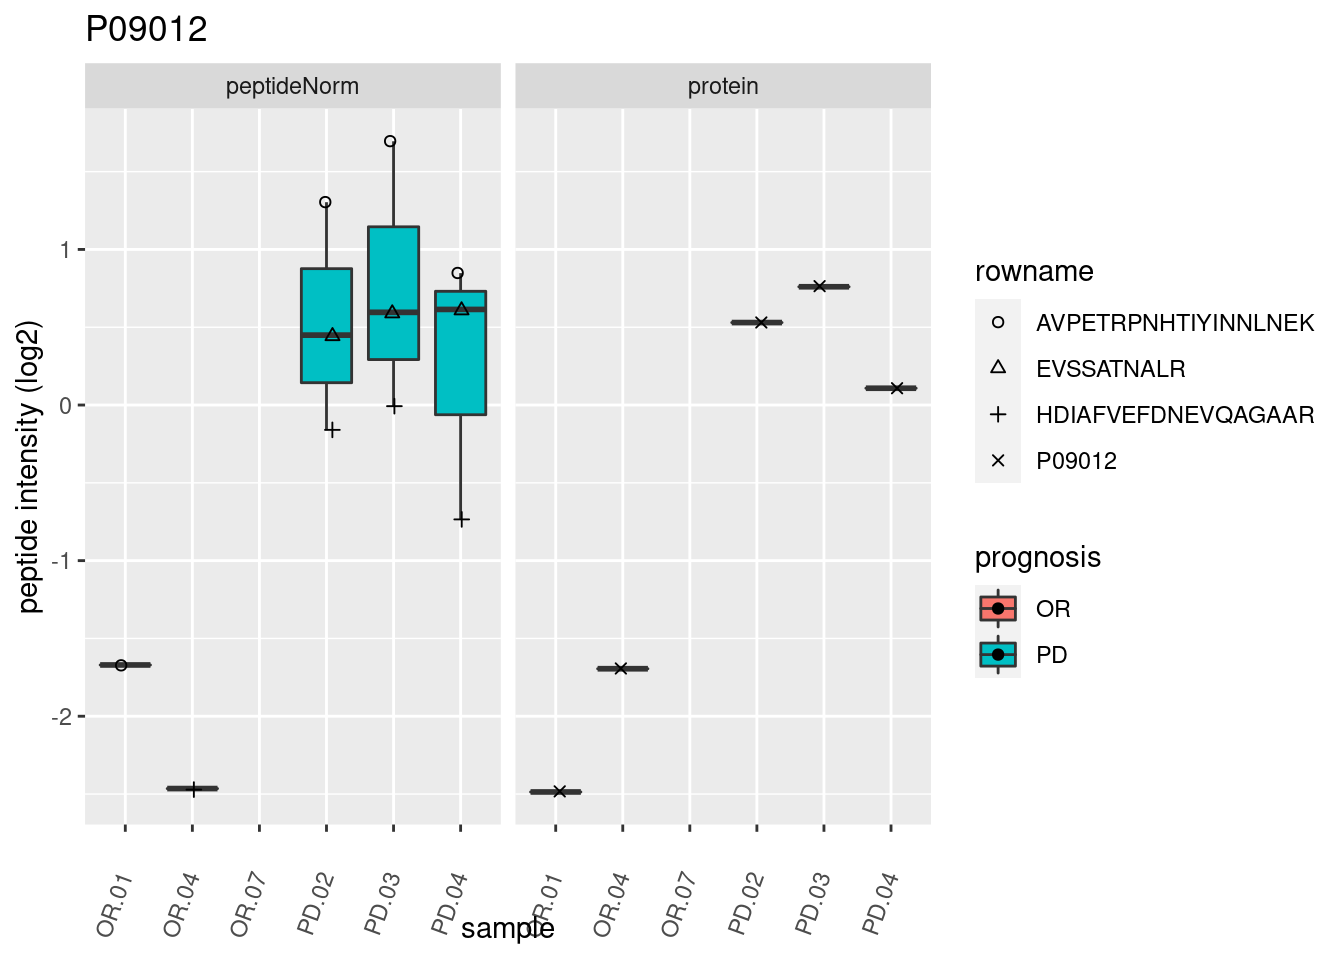 P09012
peptideNorm
protein
peptide intensity (log2)
1
0
-1
-2
OR.01
OR.04
OR.07
PD.02
PD.03
PD.04
OR.01
OR.04
OR.07
PD.02
PD.03
PD.04
sample
rowname
AVPETRPNHTIYINNLNEK
EVSSATNALR
HDIAFVEFDNEVQAGAAR
P09012
prognosis
OR
PD